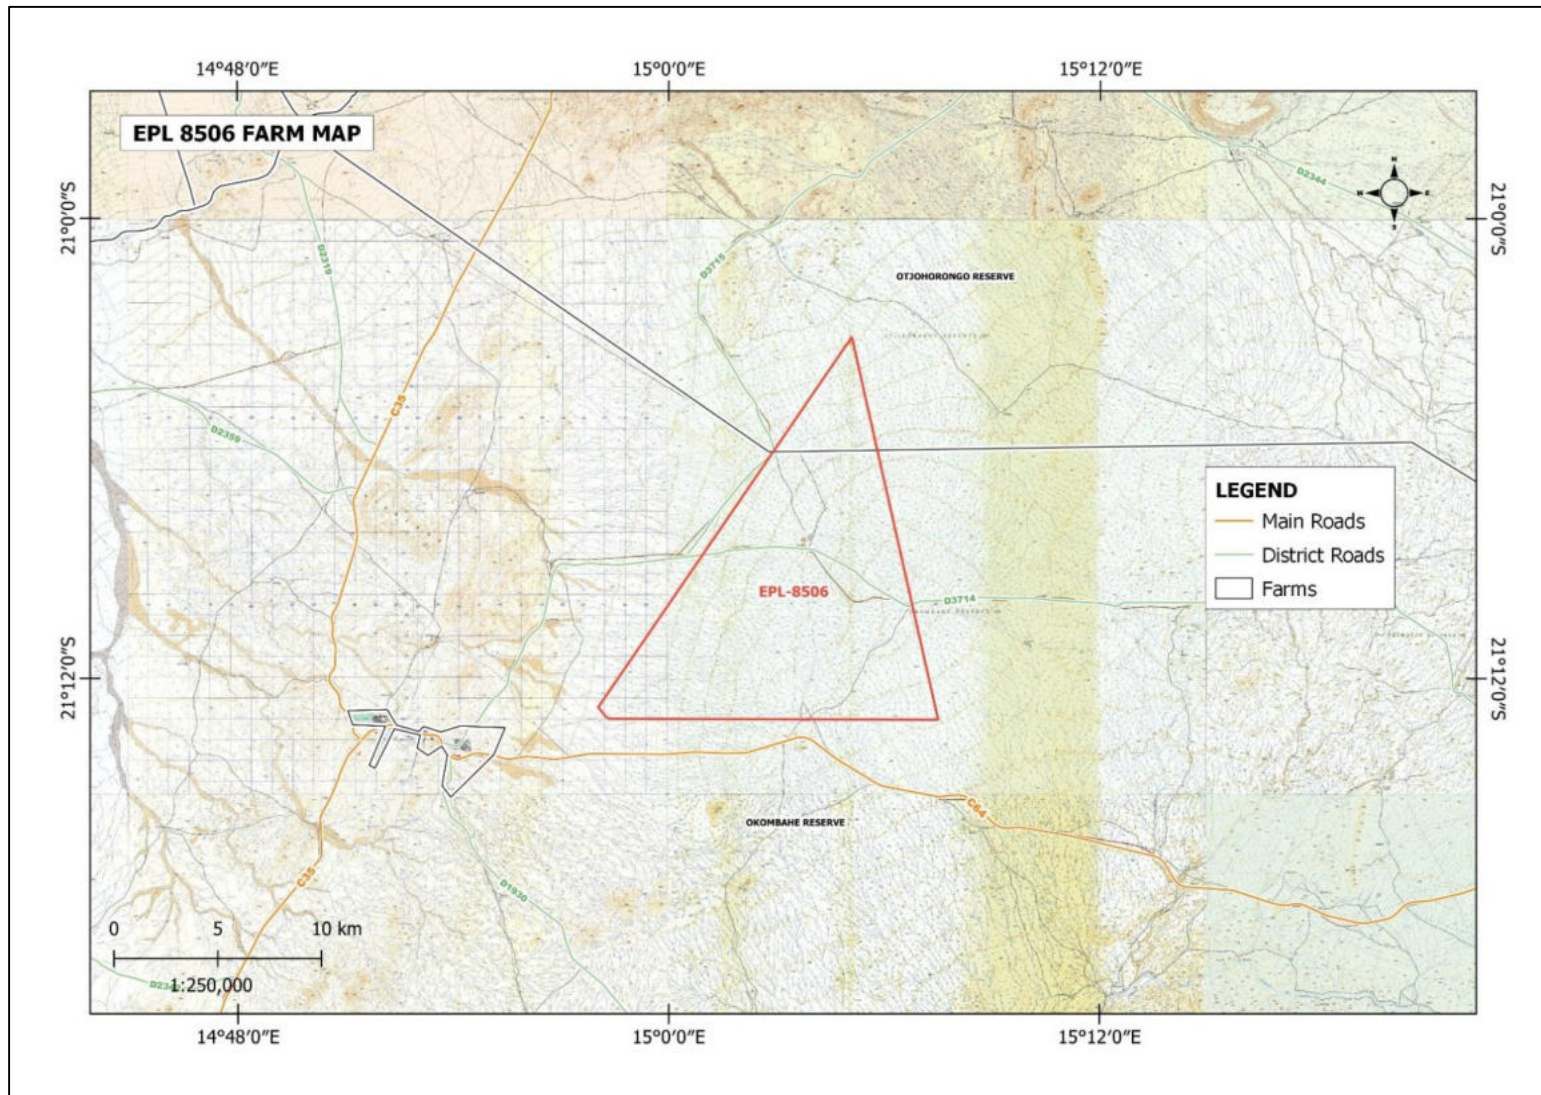 14°48′0″E 15°0′0″E 15°12′0″E
EPL 8506 FARM MAP
N
W E
S
21°0′0″S 21°0′0″S
D2344
D2319
D3715
OTJOHORONGO RESERVE
C35
D2359
LEGEND
Main Roads
District Roads
Farms
EPL-8506
D3714
21°12′0″S 21°12′0″S
C64
OKOMBAHE RESERVE
C35
D1930
0 5 10 km
1:250,000
14°48′0″E 15°0′0″E 15°12′0″E